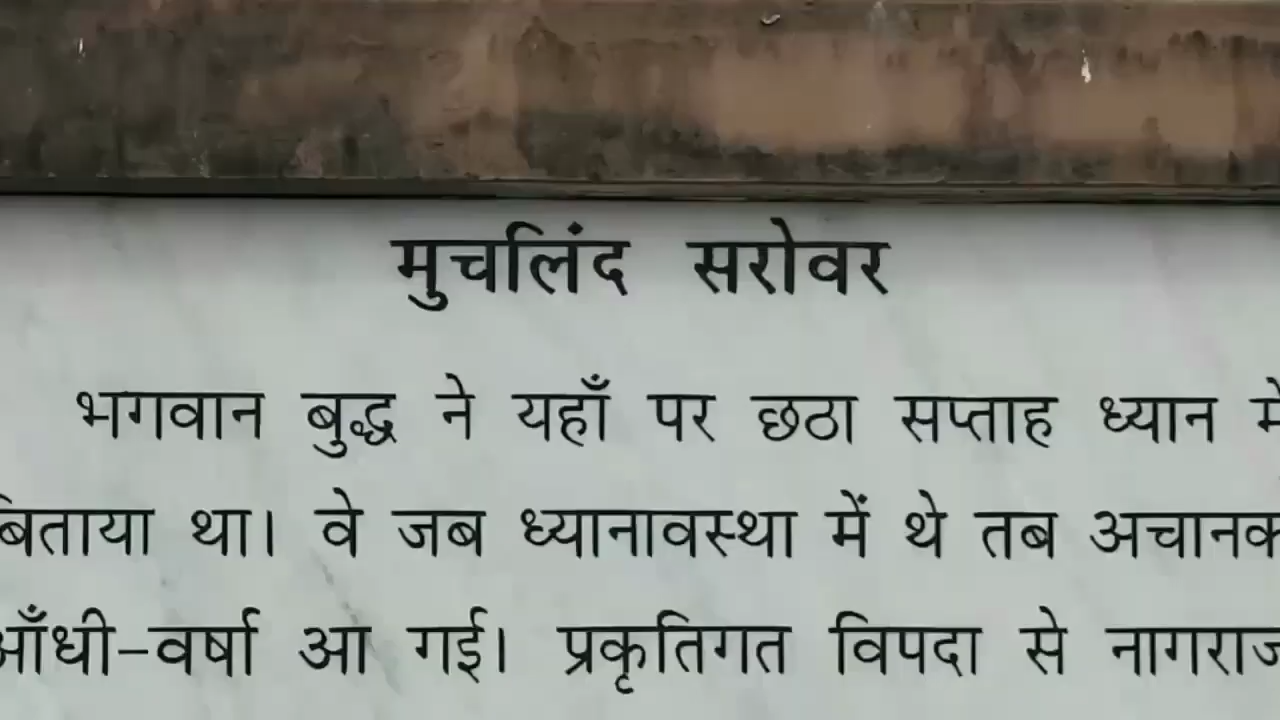 मुचलिंद सरोवर
भगवान बुद्ध ने यहाँ पर छठा सप्ताह ध्यान में
बिताया था। वे जब ध्यानावस्था में थे तब अचानक
आँधी-वर्षा आ गई। प्रकृतिगत विपदा से नागराज